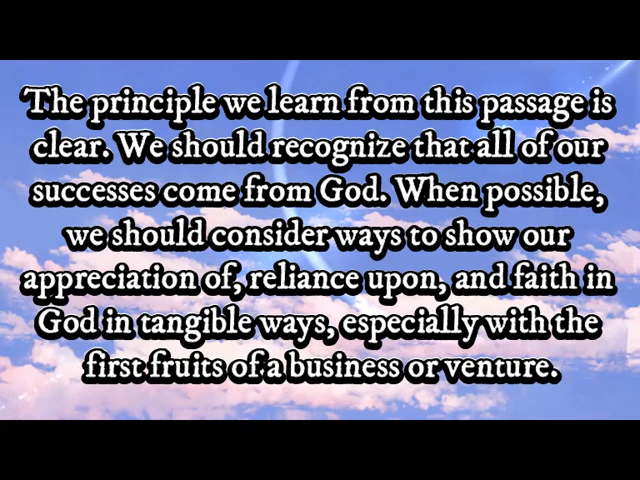 The principle we learn from this passage is
clear. We should recognize that all of our
successes come from God. When possible,
we should consider ways to show our
appreciation of, reliance upon, and faith in
God in tangible ways, especially with the
first fruits of a business or venture.